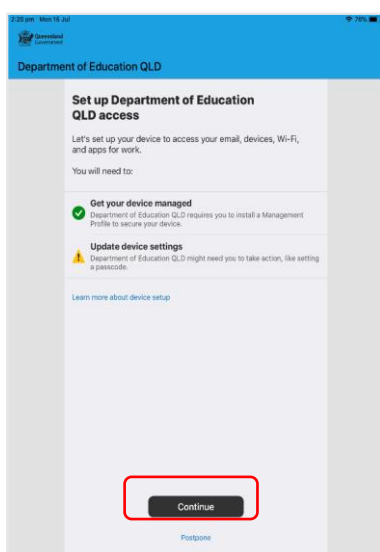 2:20 pm Mon 16 Jul 76%
Queensland
Government
Department of Education QLD
Set up Department of Education
QLD access
Let's set up your device to access your email, devices, Wi-Fi,
and apps for work.
You will need to:
Get your device managed
Department of Education QLD requires you to install a Management
Profile to secure your device.
Update device settings
Department of Education QLD might need you to take action, like setting
a passcode.
Learn more about device setup
Continue
Postpone